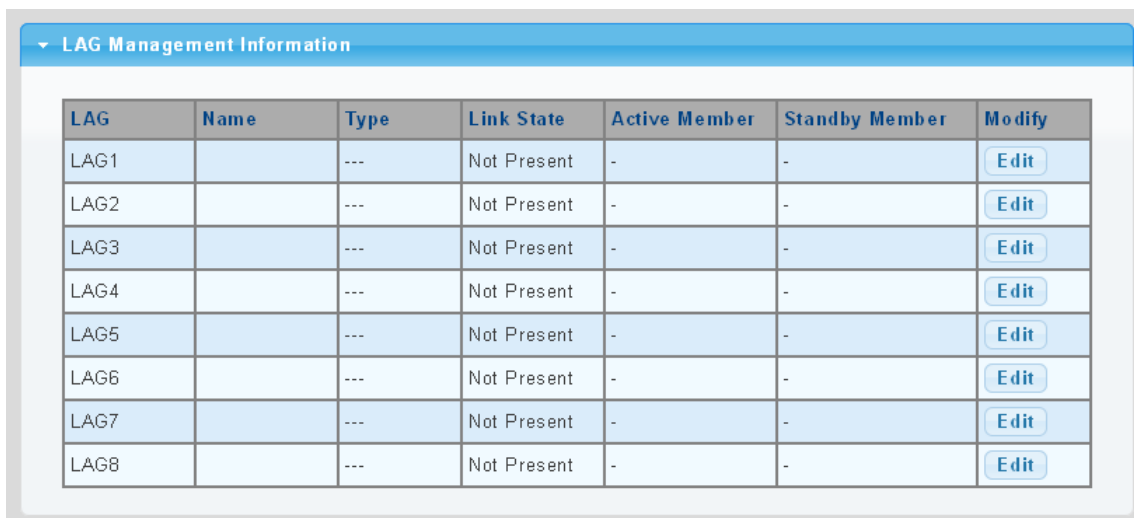 LAG Management Information
LAG Name Type Link State Active Member Standby Member Modify
LAG1 --- Not Present - - Edit
LAG2 --- Not Present - - Edit
LAG3 --- Not Present - - Edit
LAG4 --- Not Present - - Edit
LAG5 --- Not Present - - Edit
LAG6 --- Not Present - - Edit
LAG7 --- Not Present - - Edit
LAG8 --- Not Present - - Edit